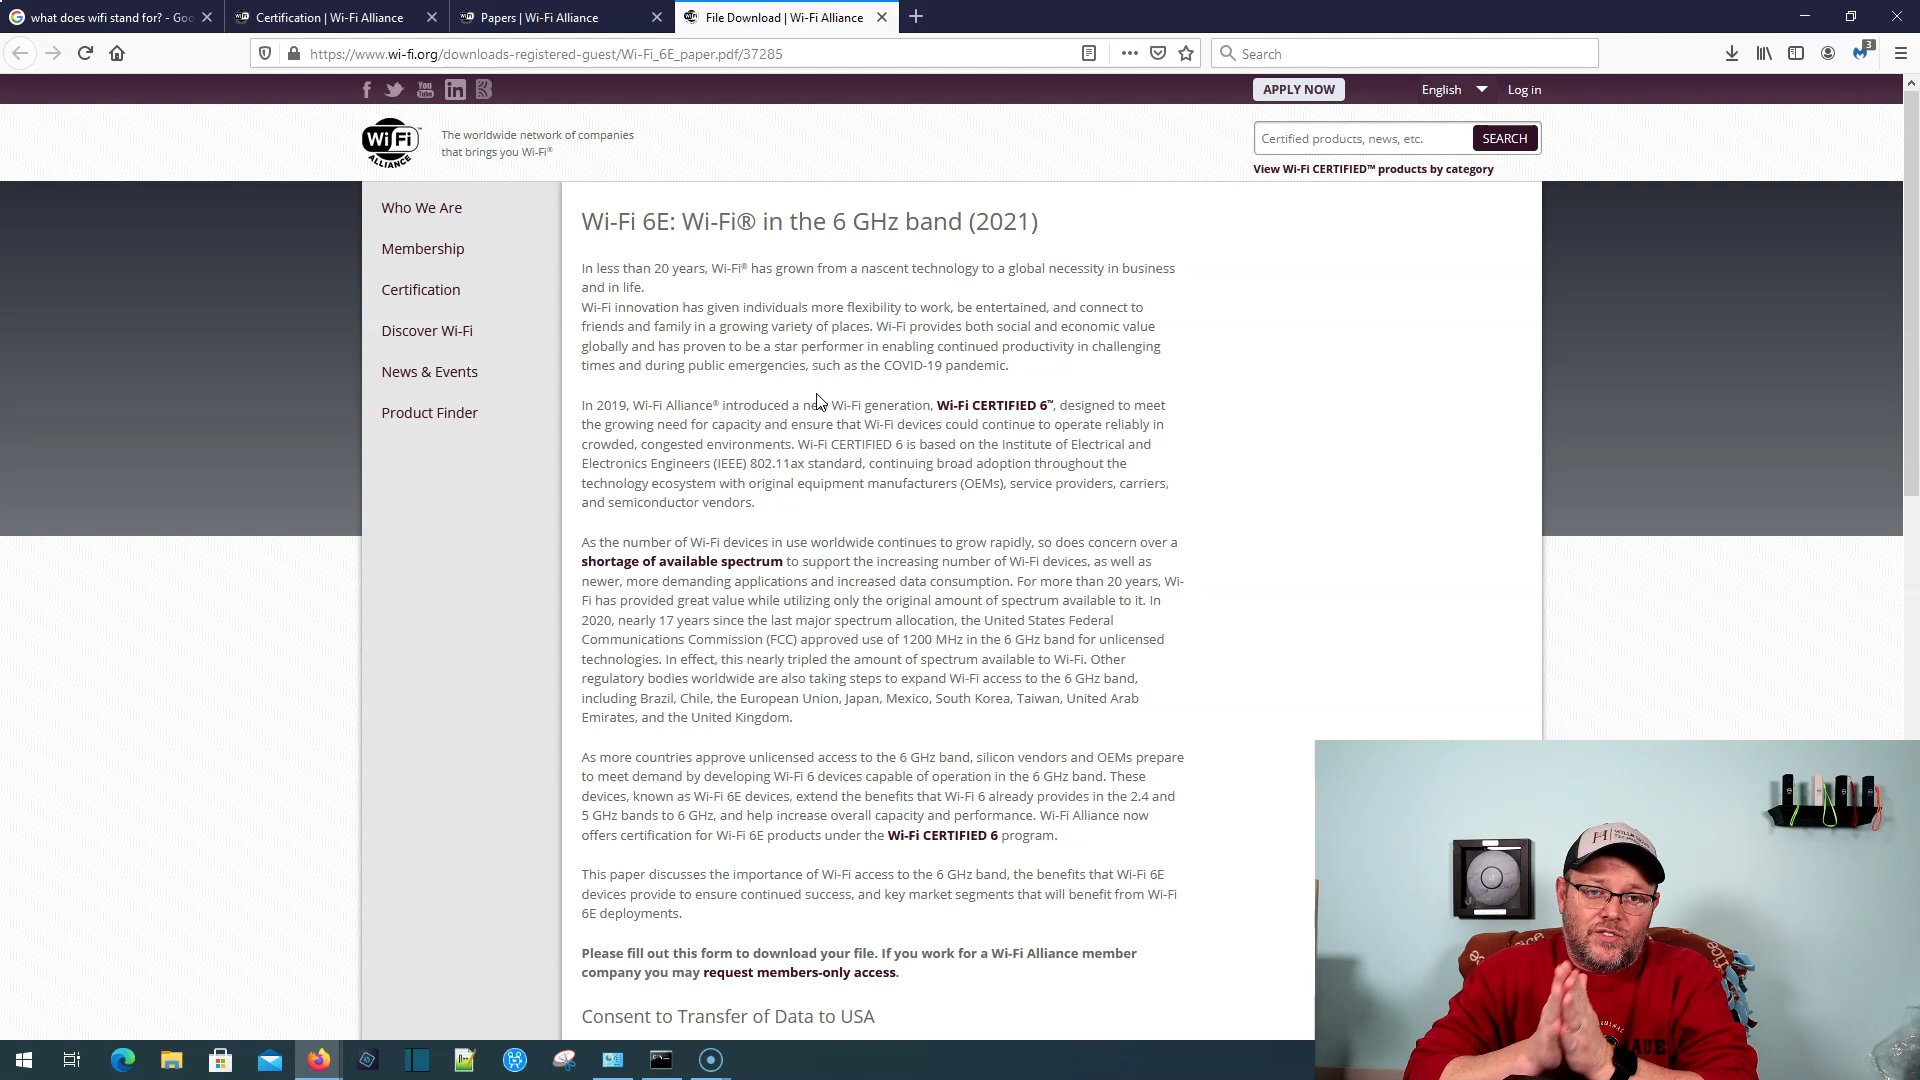 what does wifi stand for? - Goo
Certification | Wi-Fi Alliance
Papers | Wi-Fi Alliance
File Download | Wi-Fi Alliance
https://www.wi-fi.org/downloads-registered-guest/Wi-Fi_6E_paper.pdf/37285
Search
3
APPLY NOW
English
Log in
Wi Fi
ALLIANCE
The worldwide network of companies
that brings you Wi-Fi®
Certified products, news, etc.
SEARCH
View Wi-Fi CERTIFIED™ products by category
Who We Are
Membership
Certification
Discover Wi-Fi
News & Events
Product Finder
Wi-Fi 6E: Wi-Fi® in the 6 GHz band (2021)
In less than 20 years, Wi-Fi® has grown from a nascent technology to a global necessity in business
and in life.
Wi-Fi innovation has given individuals more flexibility to work, be entertained, and connect to
friends and family in a growing variety of places. Wi-Fi provides both social and economic value
globally and has proven to be a star performer in enabling continued productivity in challenging
times and during public emergencies, such as the COVID-19 pandemic.
In 2019, Wi-Fi Alliance® introduced a new Wi-Fi generation, Wi-Fi CERTIFIED 6™, designed to meet
the growing need for capacity and ensure that Wi-Fi devices could continue to operate reliably in
crowded, congested environments. Wi-Fi CERTIFIED 6 is based on the Institute of Electrical and
Electronics Engineers (IEEE) 802.11ax standard, continuing broad adoption throughout the
technology ecosystem with original equipment manufacturers (OEMs), service providers, carriers,
and semiconductor vendors.
As the number of Wi-Fi devices in use worldwide continues to grow rapidly, so does concern over a
shortage of available spectrum to support the increasing number of Wi-Fi devices, as well as
newer, more demanding applications and increased data consumption. For more than 20 years, Wi-
Fi has provided great value while utilizing only the original amount of spectrum available to it. In
2020, nearly 17 years since the last major spectrum allocation, the United States Federal
Communications Commission (FCC) approved use of 1200 MHz in the 6 GHz band for unlicensed
technologies. In effect, this nearly tripled the amount of spectrum available to Wi-Fi. Other
regulatory bodies worldwide are also taking steps to expand Wi-Fi access to the 6 GHz band,
including Brazil, Chile, the European Union, Japan, Mexico, South Korea, Taiwan, United Arab
Emirates, and the United Kingdom.
As more countries approve unlicensed access to the 6 GHz band, silicon vendors and OEMs prepare
to meet demand by developing Wi-Fi 6 devices capable of operation in the 6 GHz band. These
devices, known as Wi-Fi 6E devices, extend the benefits that Wi-Fi 6 already provides in the 2.4 and
5 GHz bands to 6 GHz, and help increase overall capacity and performance. Wi-Fi Alliance now
offers certification for Wi-Fi 6E products under the Wi-Fi CERTIFIED 6 program.
This paper discusses the importance of Wi-Fi access to the 6 GHz band, the benefits that Wi-Fi 6E
devices provide to ensure continued success, and key market segments that will benefit from Wi-Fi
6E deployments.
Please fill out this form to download your file. If you work for a Wi-Fi Alliance member
company you may request members-only access.
Consent to Transfer of Data to USA